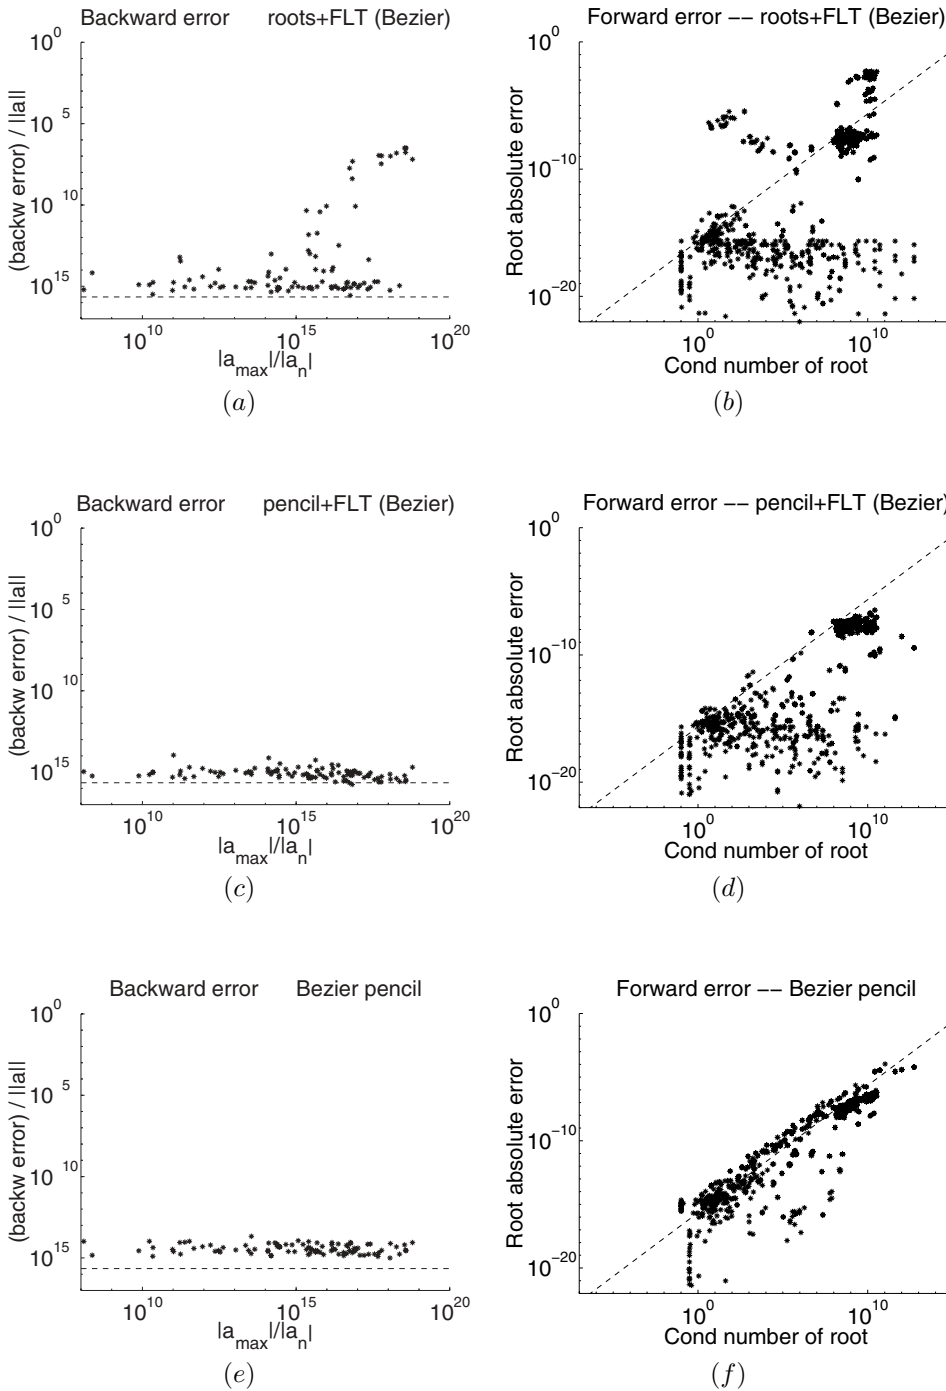 Backward error roots+FLT (Bezier)
(backw error) / ||a||
10^0
10^5
10^10
10^15
10^10 10^15 10^20
|a_max|/|a_n|
(a)
Forward error −− roots+FLT (Bezier)
Root absolute error
10^0
10^−10
10^−20
10^0 10^10
Cond number of root
(b)
Backward error pencil+FLT (Bezier)
(backw error) / ||a||
10^0
10^5
10^10
10^15
10^10 10^15 10^20
|a_max|/|a_n|
(c)
Forward error −− pencil+FLT (Bezier)
Root absolute error
10^0
10^−10
10^−20
10^0 10^10
Cond number of root
(d)
Backward error Bezier pencil
(backw error) / ||a||
10^0
10^5
10^10
10^15
10^10 10^15 10^20
|a_max|/|a_n|
(e)
Forward error −− Bezier pencil
Root absolute error
10^0
10^−10
10^−20
10^0 10^10
Cond number of root
(f)